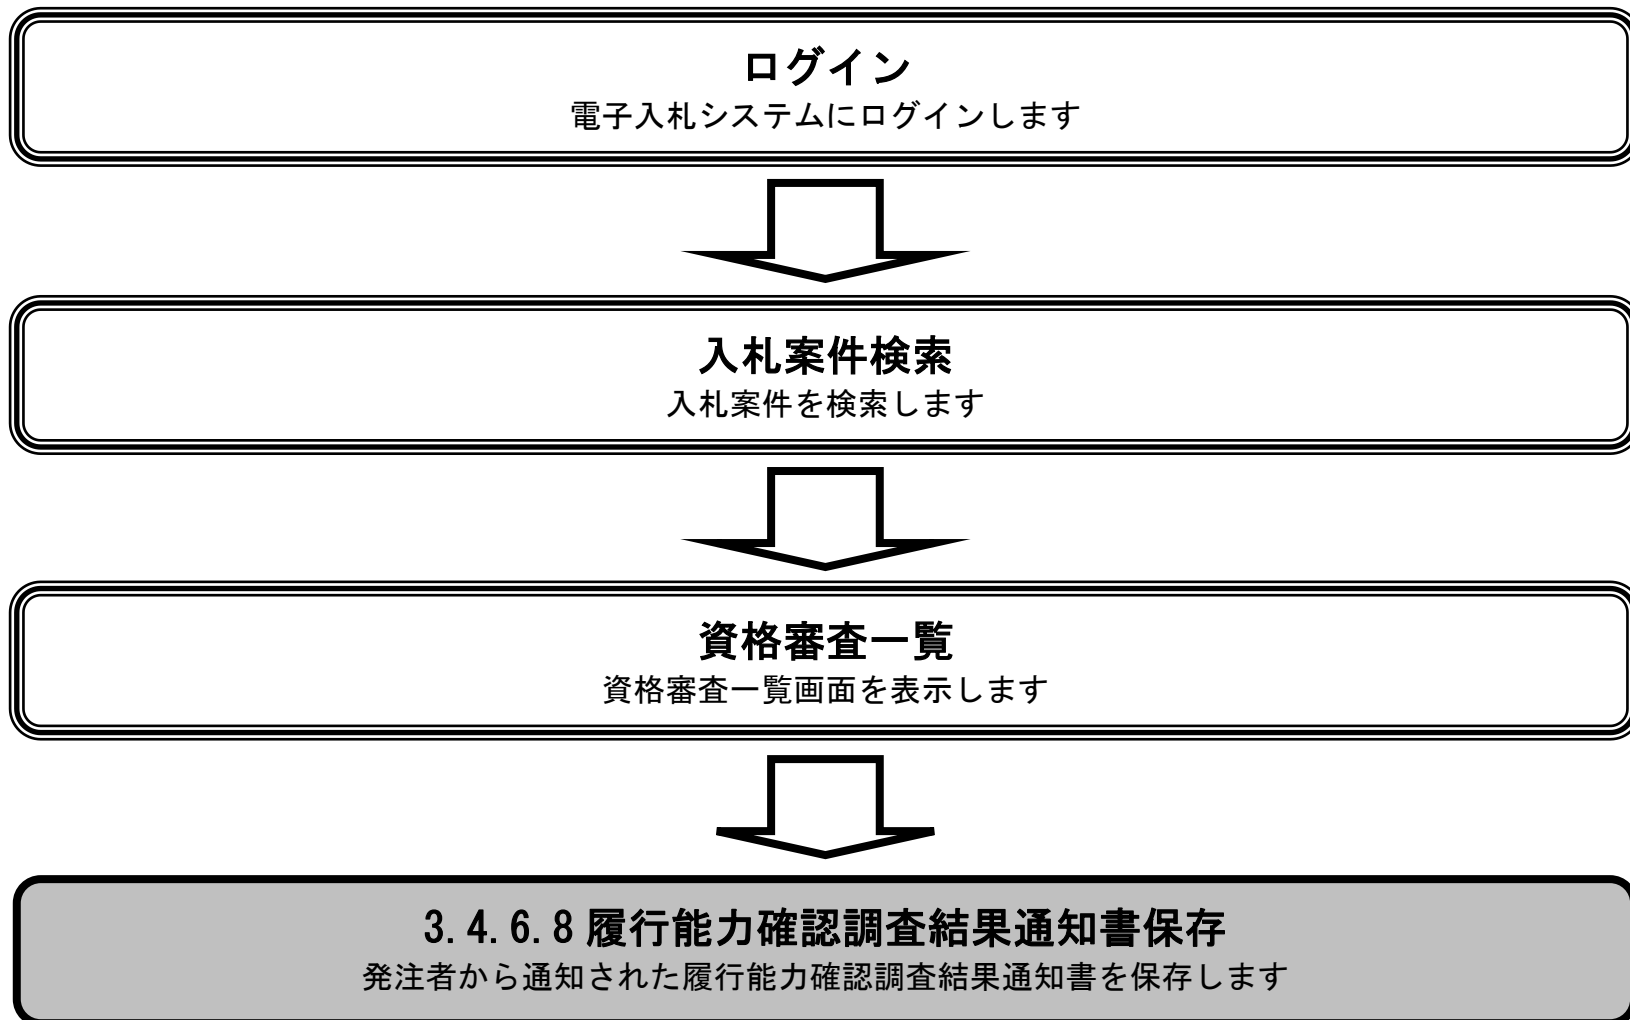 ログイン
電子入札システムにログインします
入札案件検索
入札案件を検索します
資格審査一覧
資格審査一覧画面を表示します
3.4.6.8 履行能力確認調査結果通知書保存
発注者から通知された履行能力確認調査結果通知書を保存します